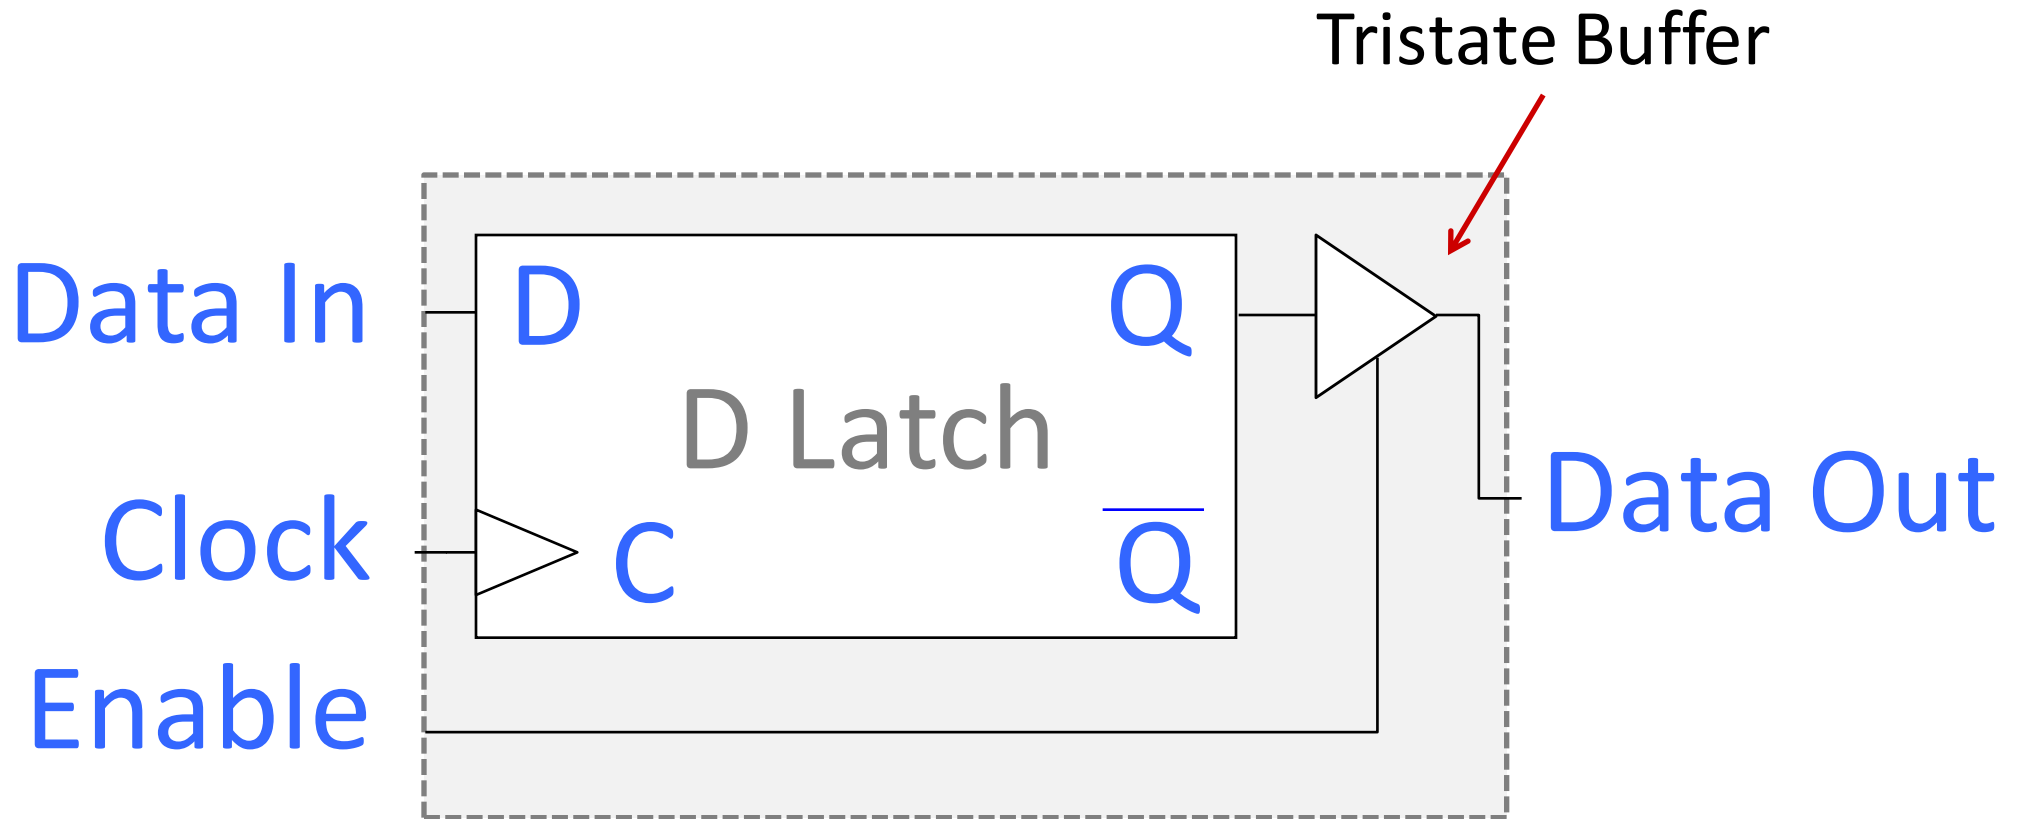 Tristate Buffer
Data In
D
Q
D Latch
Clock
C
Q
Data Out
Enable